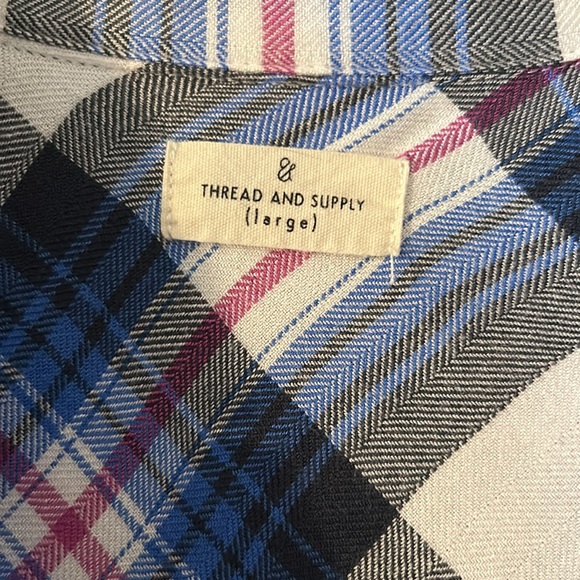 &
THREAD AND SUPPLY
(large)